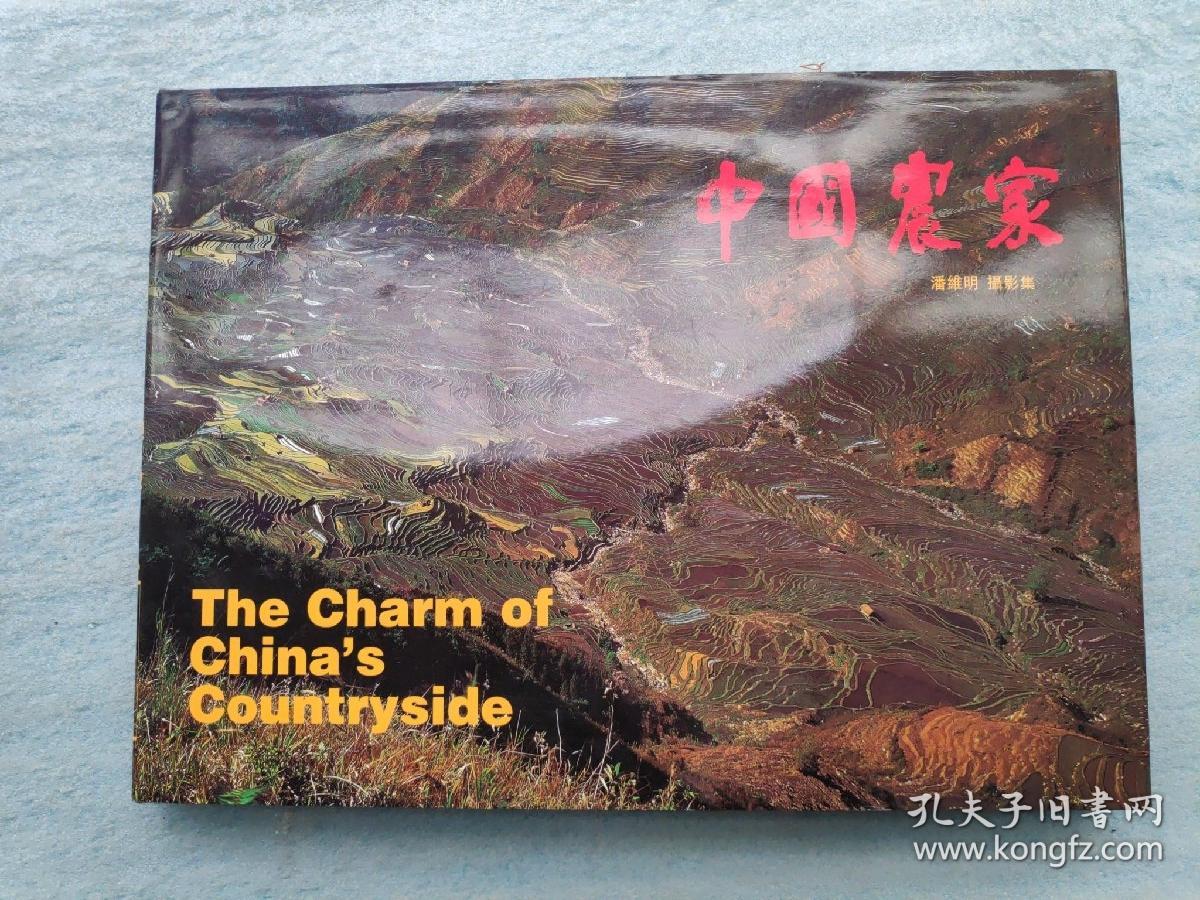 中國農家
潘維明 攝影集
The Charm of
China's
Countryside
孔夫子旧書网
www.kongfz.com